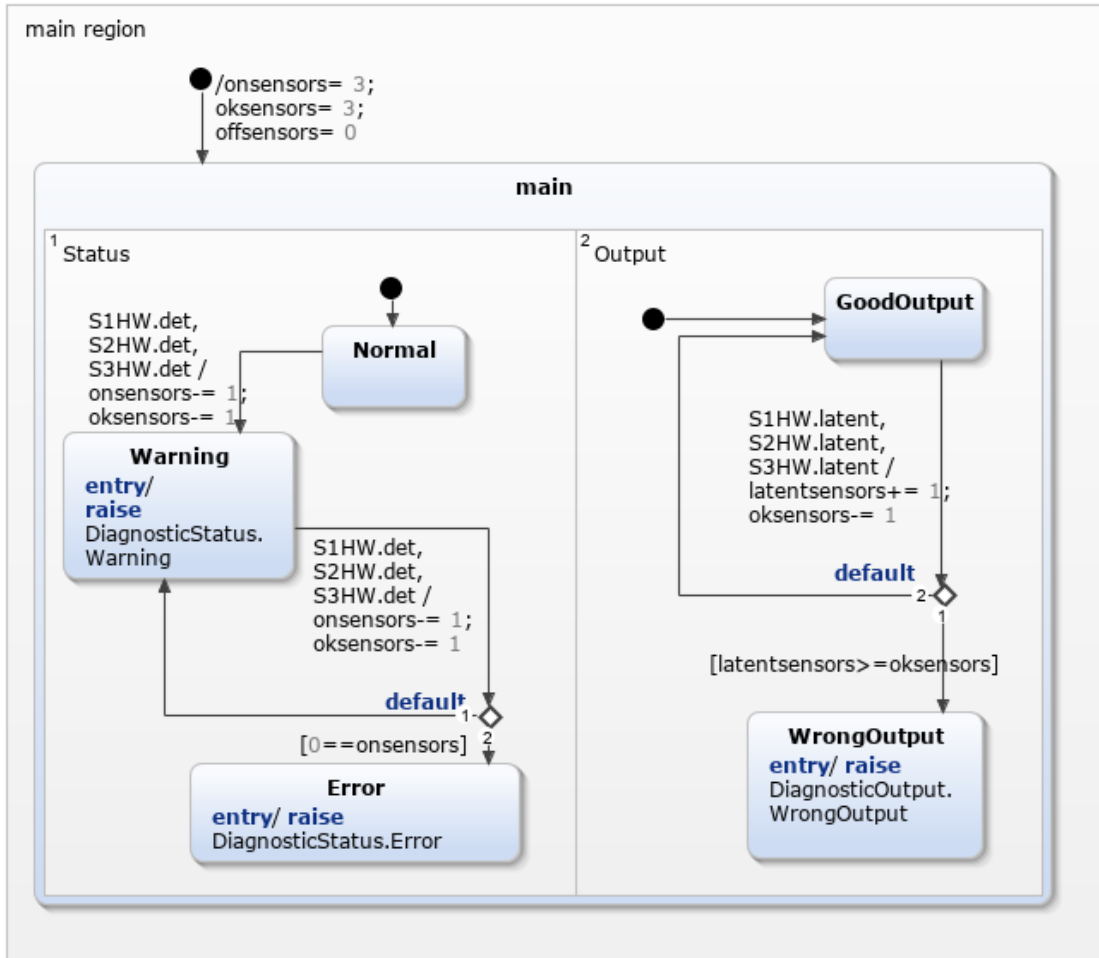 main region
/onsensors= 3;
oksensors= 3;
offsensors= 0
main
1
Status
S1HW.det,
S2HW.det,
S3HW.det /
onsensors-= 1;
oksensors-= 1
Normal
Warning
entry/
raise
DiagnosticStatus.
Warning
S1HW.det,
S2HW.det,
S3HW.det /
onsensors-= 1;
oksensors-= 1
default
1
2
[0==onsensors]
Error
entry/ raise
DiagnosticStatus.Error
2
Output
GoodOutput
S1HW.latent,
S2HW.latent,
S3HW.latent /
latentsensors+= 1;
oksensors-= 1
default
2
1
[latentsensors>=oksensors]
WrongOutput
entry/ raise
DiagnosticOutput.
WrongOutput